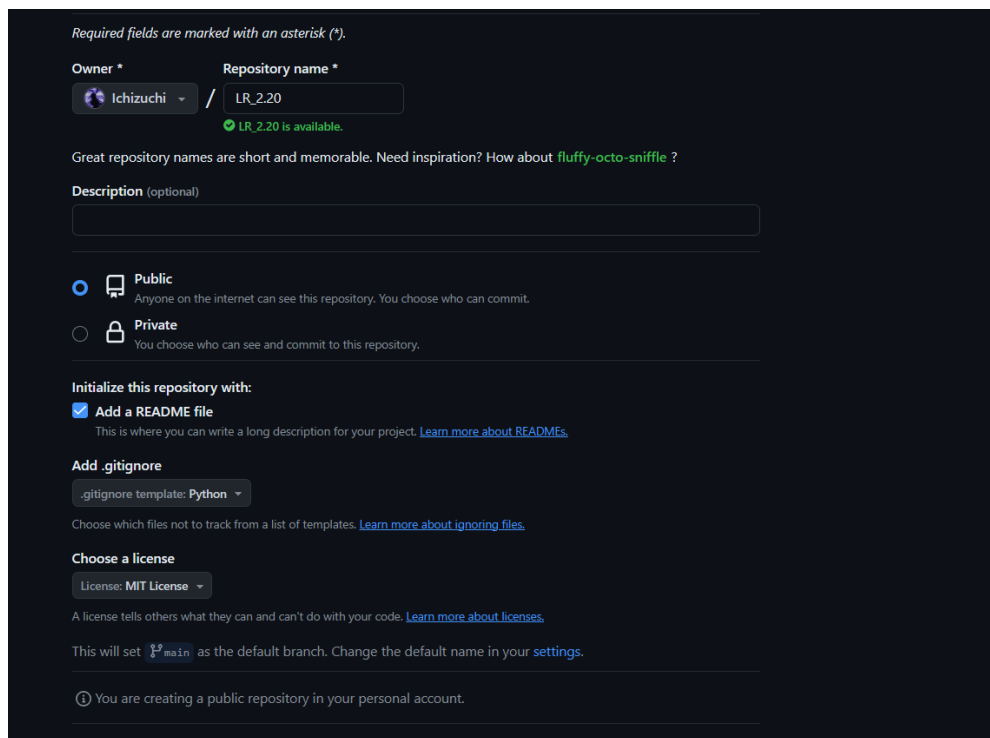 Required fields are marked with an asterisk (*).
Owner * Repository name *
Ichizuchi / LR_2.20
LR_2.20 is available.
Great repository names are short and memorable. Need inspiration? How about fluffy-octo-sniffle ?
Description (optional)
Public
Anyone on the internet can see this repository. You choose who can commit.
Private
You choose who can see and commit to this repository.
Initialize this repository with:
Add a README file
This is where you can write a long description for your project. Learn more about READMEs.
Add .gitignore
.gitignore template: Python
Choose which files not to track from a list of templates. Learn more about ignoring files.
Choose a license
License: MIT License
A license tells others what they can and can't do with your code. Learn more about licenses.
This will set main as the default branch. Change the default name in your settings.
You are creating a public repository in your personal account.